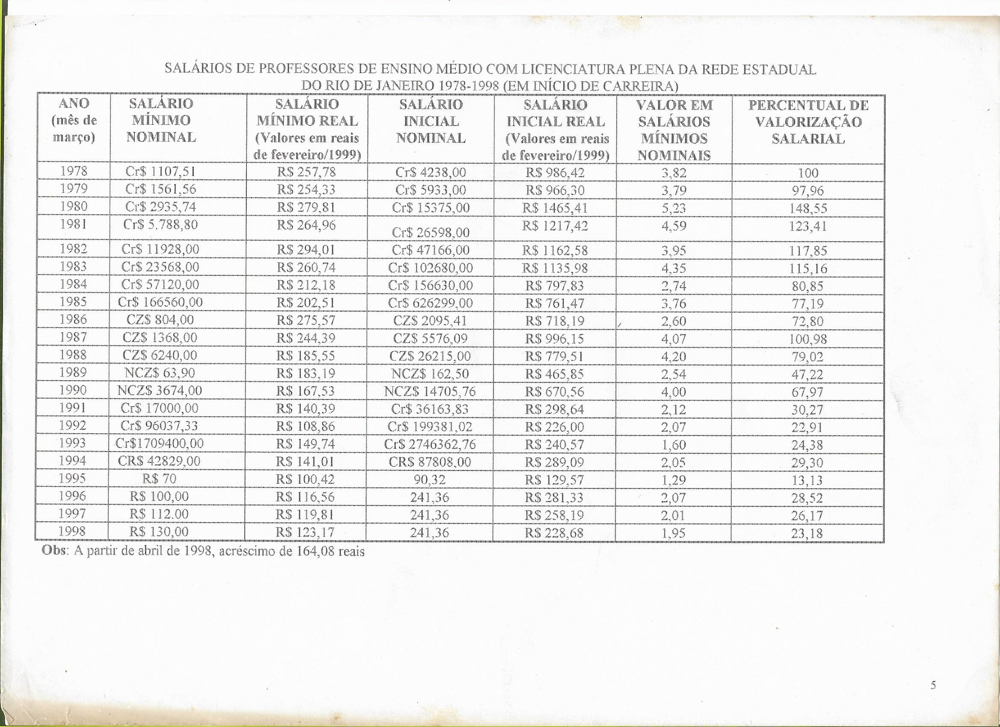 SALÁRIOS DE PROFESSORES DE ENSINO MÉDIO COM LICENCIATURA PLENA DA REDE ESTADUAL
DO RIO DE JANEIRO 1978-1998 (EM INÍCIO DE CARREIRA)
ANO (mês de março) SALÁRIO MÍNIMO NOMINAL SALÁRIO MÍNIMO REAL (Valores em reais de fevereiro/1999) SALÁRIO INICIAL NOMINAL SALÁRIO INICIAL REAL (Valores em reais de fevereiro/1999) VALOR EM SALÁRIOS MÍNIMOS NOMINAIS PERCENTUAL DE VALORIZAÇÃO SALARIAL
1978 Cr$ 1107,51 R$ 257,78 Cr$ 4238,00 R$ 986,42 3,82 100
1979 Cr$ 1561,56 R$ 254,33 Cr$ 5933,00 R$ 966,30 3,79 97,96
1980 Cr$ 2935,74 R$ 279,81 Cr$ 15375,00 R$ 1465,41 5,23 148,55
1981 Cr$ 5.788,80 R$ 264,96 Cr$ 26598,00 R$ 1217,42 4,59 123,41
1982 Cr$ 11928,00 R$ 294,01 Cr$ 47166,00 R$ 1162,58 3,95 117,85
1983 Cr$ 23568,00 R$ 260,74 Cr$ 102680,00 R$ 1135,98 4,35 115,16
1984 Cr$ 57120,00 R$ 212,18 Cr$ 156630,00 R$ 797,83 2,74 80,85
1985 Cr$ 166560,00 R$ 202,51 Cr$ 626299,00 R$ 761,47 3,76 77,19
1986 CZ$ 804,00 R$ 275,57 CZ$ 2095,41 R$ 718,19 2,60 72,80
1987 CZ$ 1368,00 R$ 244,39 CZ$ 5576,09 R$ 996,15 4,07 100,98
1988 CZ$ 6240,00 R$ 185,55 CZ$ 26215,00 R$ 779,51 4,20 79,02
1989 NCZ$ 63,90 R$ 183,19 NCZ$ 162,50 R$ 465,85 2,54 47,22
1990 NCZ$ 3674,00 R$ 167,53 NCZ$ 14705,76 R$ 670,56 4,00 67,97
1991 Cr$ 17000,00 R$ 140,39 Cr$ 36163,83 R$ 298,64 2,12 30,27
1992 Cr$ 96037,33 R$ 108,86 Cr$ 199381,02 R$ 226,00 2,07 22,91
1993 Cr$1709400,00 R$ 149,74 Cr$ 2746362,76 R$ 240,57 1,60 24,38
1994 CR$ 42829,00 R$ 141,01 CR$ 87808,00 R$ 289,09 2,05 29,30
1995 R$ 70 R$ 100,42 90,32 R$ 129,57 1,29 13,13
1996 R$ 100,00 R$ 116,56 241,36 R$ 281,33 2,07 28,52
1997 R$ 112.00 R$ 119,81 241,36 R$ 258,19 2,01 26,17
1998 R$ 130,00 R$ 123,17 241,36 R$ 228,68 1,95 23,18
Obs: A partir de abril de 1998, acréscimo de 164,08 reais
5